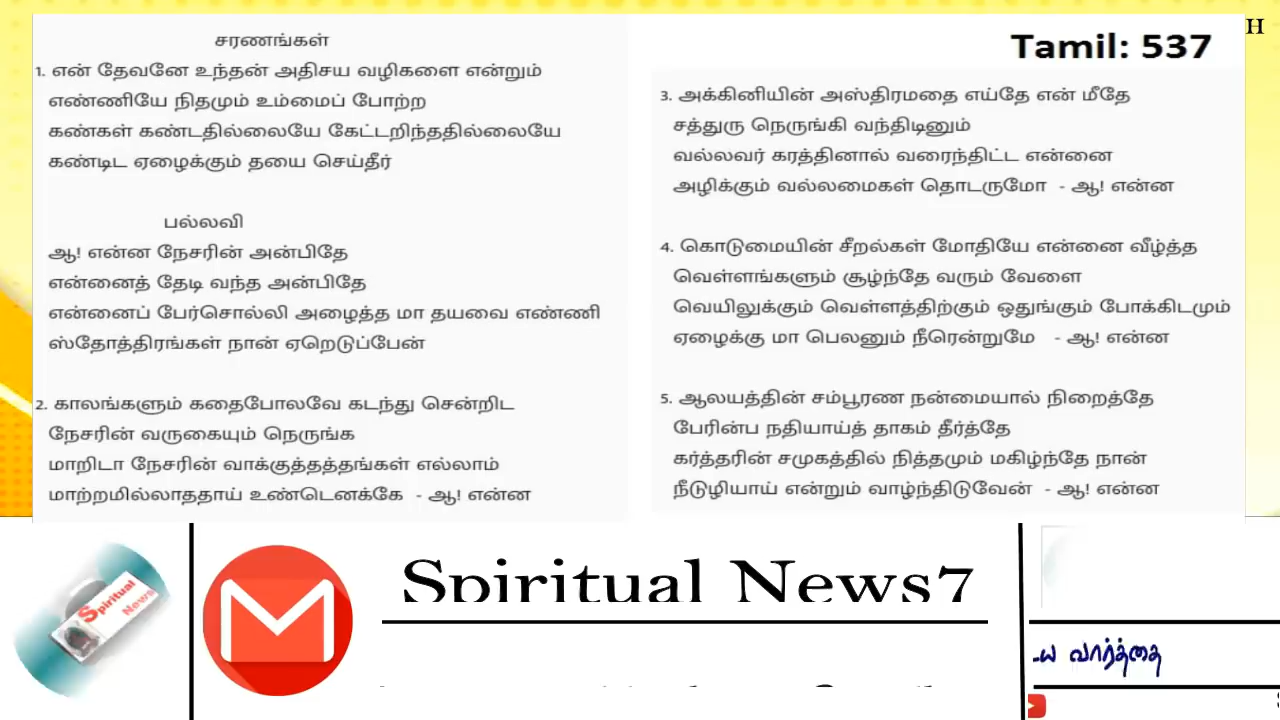 சரணங்கள்
1. என் தேவனே உந்தன் அதிசய வழிகளை என்றும்
எண்ணியே நிதமும் உம்மைப் போற்ற
கண்கள் கண்டதில்லையே கேட்டறிந்ததில்லையே
கண்டிட ஏழைக்கும் தயை செய்தீர்
பல்லவி
ஆ! என்ன நேசரின் அன்பிதே
என்னைத் தேடி வந்த அன்பிதே
என்னைப் பேர்சொல்லி அழைத்த மா தயவை எண்ணி
ஸ்தோத்திரங்கள் நான் ஏறெடுப்பேன்
2. காலங்களும் கதைபோலவே கடந்து சென்றிட
நேசரின் வருகையும் நெருங்க
மாறிடா நேசரின் வாக்குத்தத்தங்கள் எல்லாம்
மாற்றமில்லாததாய் உண்டெனக்கே - ஆ! என்ன
H
Tamil: 537
3. அக்கினியின் அஸ்திரமதை எய்தே என் மீதே
சத்துரு நெருங்கி வந்திடினும்
வல்லவர் கரத்தினால் வரைந்திட்ட என்னை
அழிக்கும் வல்லமைகள் தொடருமோ - ஆ! என்ன
4. கொடுமையின் சீறல்கள் மோதியே என்னை வீழ்த்த
வெள்ளங்களும் சூழ்ந்தே வரும் வேளை
வெயிலுக்கும் வெள்ளத்திற்கும் ஒதுங்கும் போக்கிடமும்
ஏழைக்கு மா பெலனும் நீரென்றுமே - ஆ! என்ன
5. ஆலயத்தின் சம்பூரண நன்மையால் நிறைத்தே
பேரின்ப நதியாய்த் தாகம் தீர்த்தே
கர்த்தரின் சமுகத்தில் நித்தமும் மகிழ்ந்தே நான்
நீடுழியாய் என்றும் வாழ்ந்திடுவேன் - ஆ! என்ன
Spiritual
News
Spiritual News7
-ய வார்த்தை